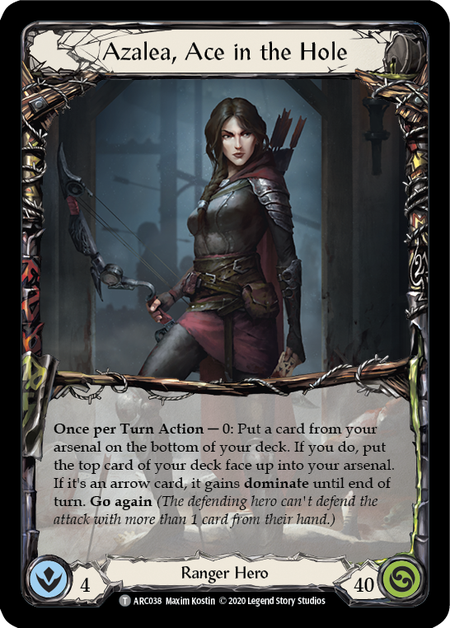 Azalea, Ace in the Hole
Once per Turn Action — 0: Put a card from your
arsenal on the bottom of your deck. If you do, put
the top card of your deck face up into your arsenal.
If it's an arrow card, it gains dominate until end of
turn. Go again (The defending hero can't defend the
attack with more than 1 card from their hand.)
4
Ranger Hero
40
T ARC038 Maxim Kostin © 2020 Legend Story Studios